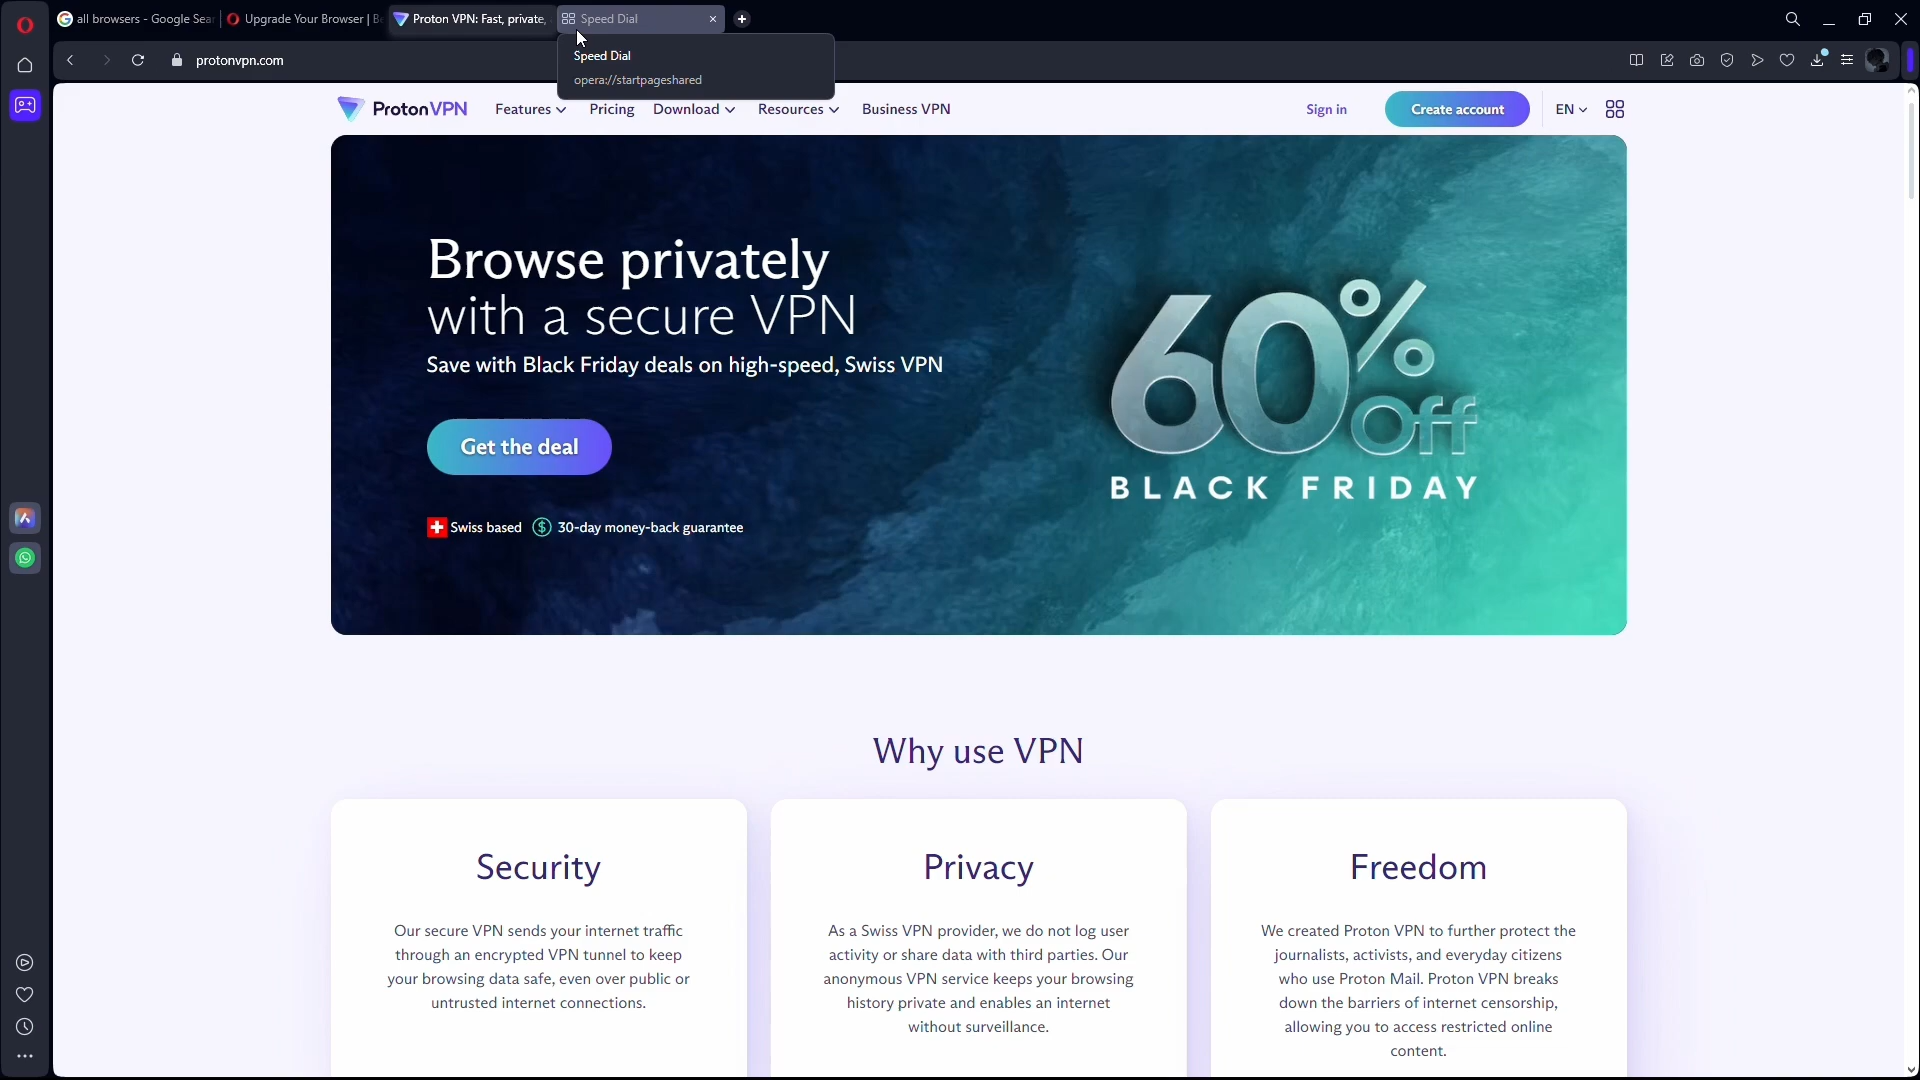 all browsers - Google Sear
Upgrade Your Browser | Be
Proton VPN: Fast, private,
Speed Dial
Speed Dial
opera://startpageshared
protonvpn.com
ProtonVPN
Features
Pricing
Download
Resources
Business VPN
Sign in
Create account
EN
Browse privately
with a secure VPN
Save with Black Friday deals on high-speed, Swiss VPN
Get the deal
Swiss based
30-day money-back guarantee
60%
Off
BLACK FRIDAY
Why use VPN
Security
Our secure VPN sends your internet traffic
through an encrypted VPN tunnel to keep
your browsing data safe, even over public or
untrusted internet connections.
Privacy
As a Swiss VPN provider, we do not log user
activity or share data with third parties. Our
anonymous VPN service keeps your browsing
history private and enables an internet
without surveillance.
Freedom
We created Proton VPN to further protect the
journalists, activists, and everyday citizens
who use Proton Mail. Proton VPN breaks
down the barriers of internet censorship,
allowing you to access restricted online
content.